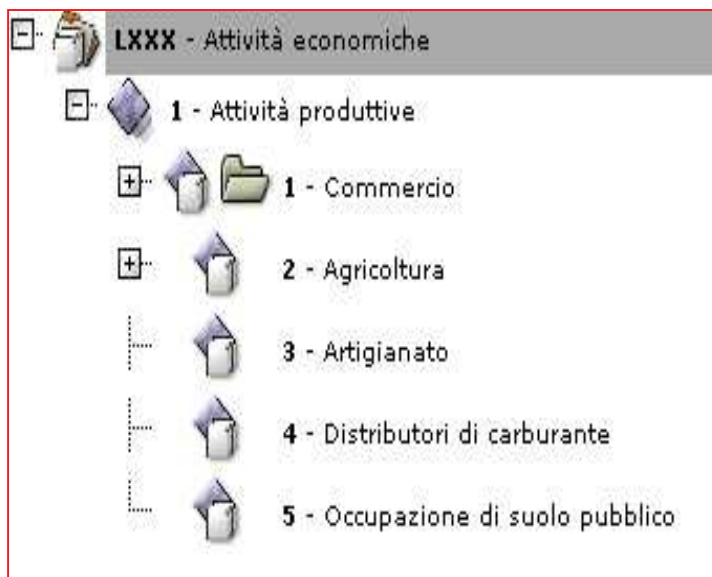 LXXX - Attività economiche
1 - Attività produttive
1 - Commercio
2 - Agricoltura
3 - Artigianato
4 - Distributori di carburante
5 - Occupazione di suolo pubblico